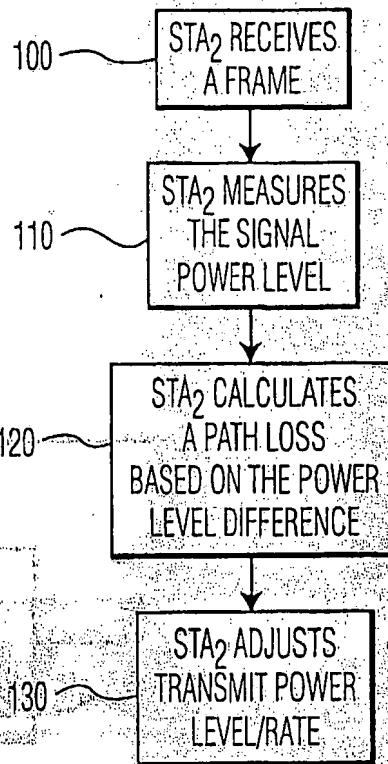 100
STA₂ RECEIVES
A FRAME
110
STA₂ MEASURES
THE SIGNAL
POWER LEVEL
120
STA₂ CALCULATES
A PATH LOSS
BASED ON THE POWER
LEVEL DIFFERENCE
130
STA₂ ADJUSTS
TRANSMIT POWER
LEVEL/RATE